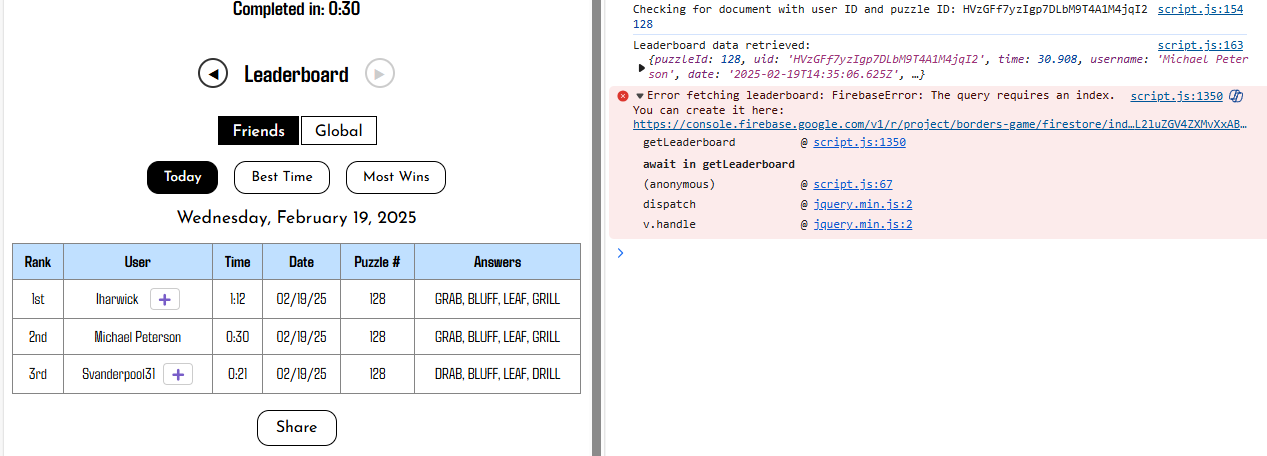 Completed in: 0:30
◀ Leaderboard ▶
Friends Global
Today Best Time Most Wins
Wednesday, February 19, 2025
Rank User Time Date Puzzle # Answers
1st lharwick + 1:12 02/19/25 128 GRAB, BLUFF, LEAF, GRILL
2nd Michael Peterson 0:30 02/19/25 128 GRAB, BLUFF, LEAF, GRILL
3rd Svanderpool31 + 0:21 02/19/25 128 DRAB, BLUFF, LEAF, DRILL
Share
Checking for document with user ID and puzzle ID: HVzGFf7yzIgp7DLbM9T4A1M4jqI2 script.js:154
128
Leaderboard data retrieved: script.js:163
{puzzleId: 128, uid: 'HVzGFf7yzIgp7DLbM9T4A1M4jqI2', time: 30.908, username: 'Michael Peter
son', date: '2025-02-19T14:35:06.625Z', …}
Error fetching leaderboard: FirebaseError: The query requires an index. script.js:1350
You can create it here:
https://console.firebase.google.com/v1/r/project/borders-game/firestore/ind…L2luZGV4ZXMvXxAB…
getLeaderboard @ script.js:1350
await in getLeaderboard
(anonymous) @ script.js:67
dispatch @ jquery.min.js:2
v.handle @ jquery.min.js:2